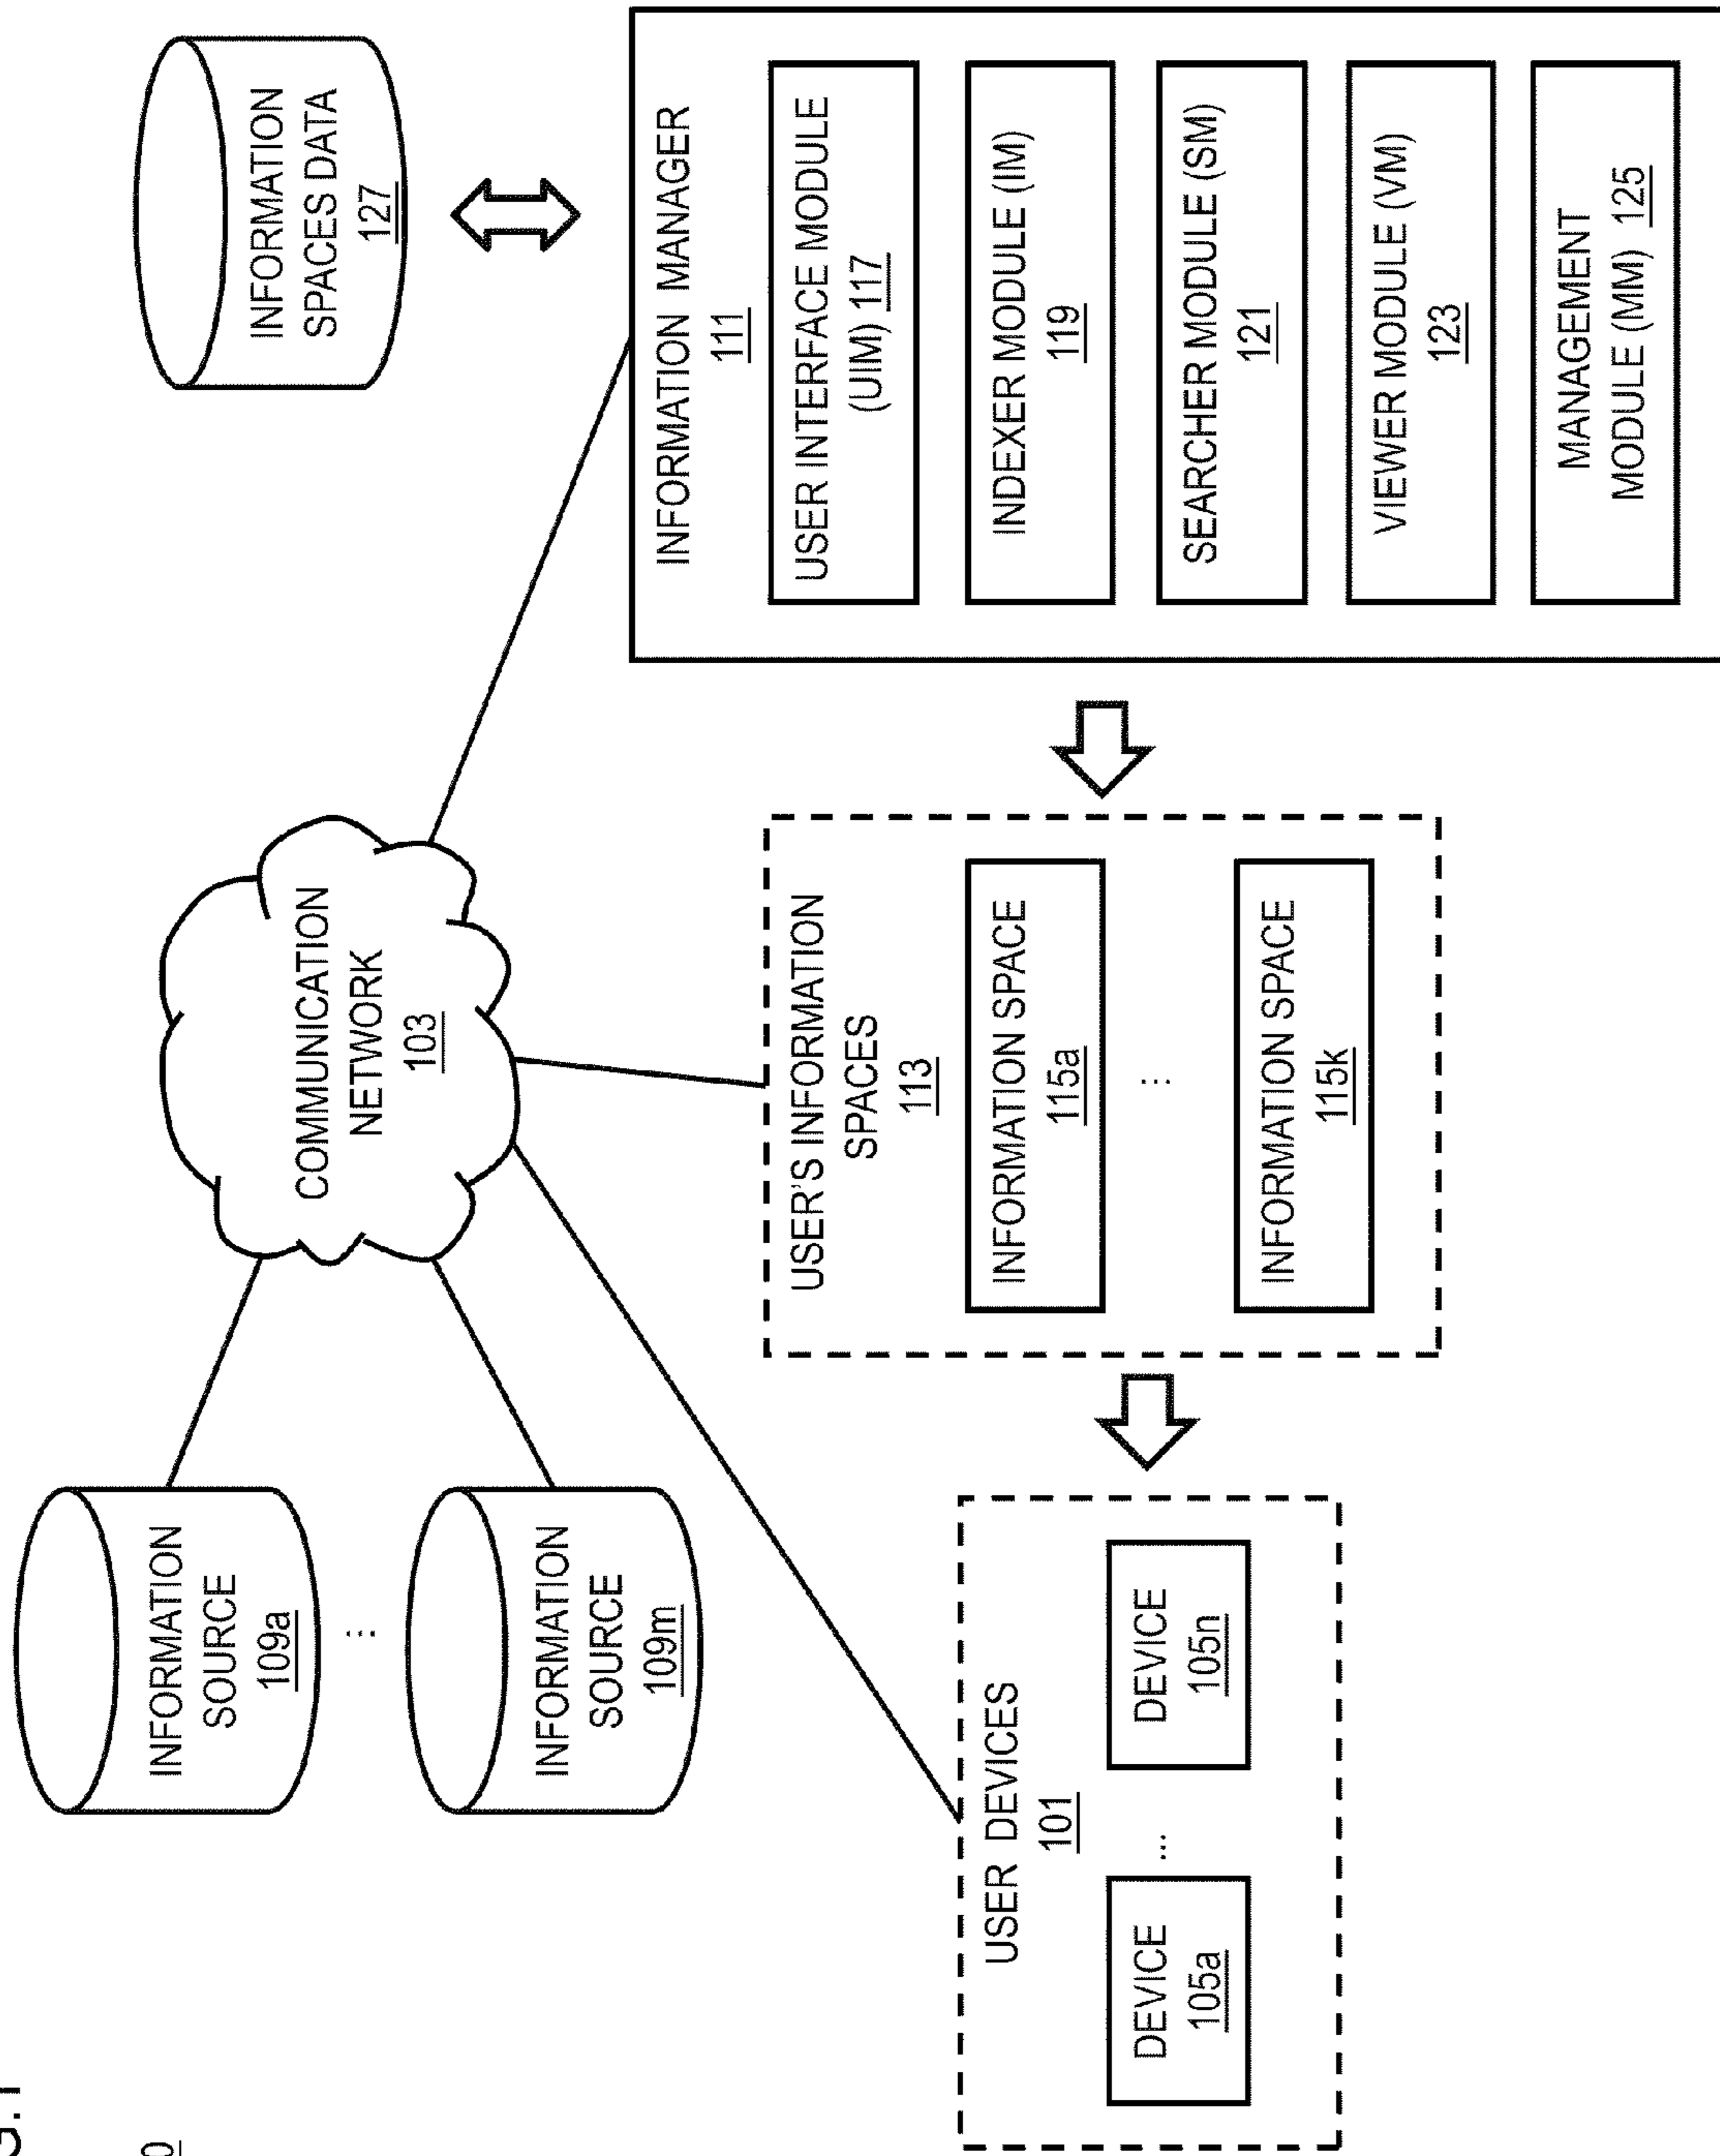 INFORMATION
SOURCE
109a
...
INFORMATION
SOURCE
109m
COMMUNICATION
NETWORK
103
INFORMATION
SPACES DATA
127
USER DEVICES
101
DEVICE
105a
...
DEVICE
105n
USER'S INFORMATION
SPACES
113
INFORMATION SPACE
115a
...
INFORMATION SPACE
115k
INFORMATION MANAGER
111
USER INTERFACE MODULE
(UIM) 117
INDEXER MODULE (IM)
119
SEARCHER MODULE (SM)
121
VIEWER MODULE (VM)
123
MANAGEMENT
MODULE (MM) 125